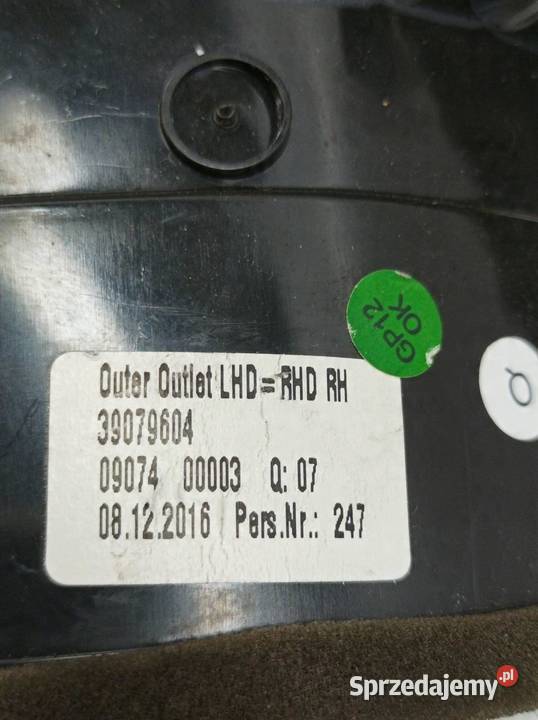 GP12
OK
Outer Outlet LHD=RHD RH
39079604
09074 00003 Q: 07
08.12.2016 Pers.Nr.: 247
Sprzedajemy.pl